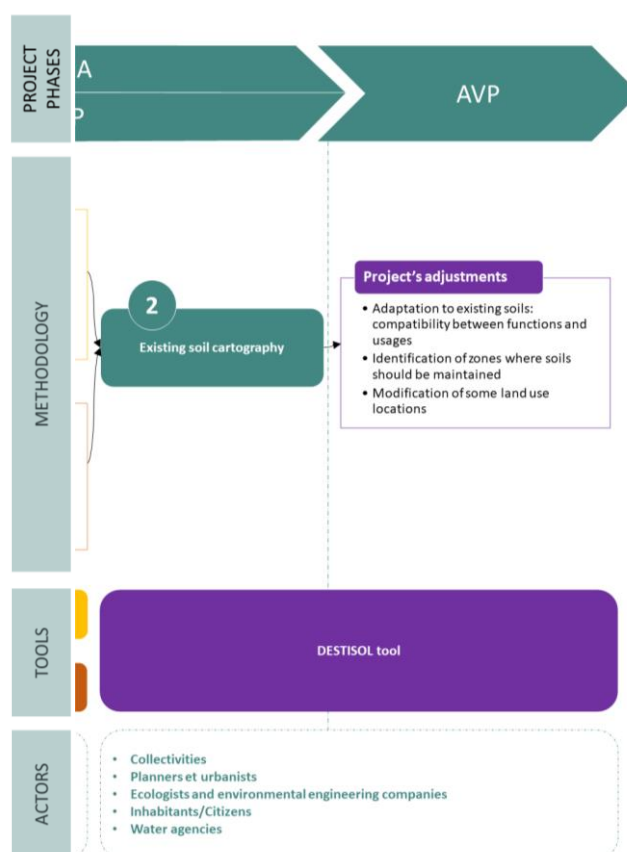 PROJECT
PHASES
A
P
AVP
METHODOLOGY
2
Existing soil cartography
Project's adjustments
• Adaptation to existing soils:
compatibility between functions and
usages
• Identification of zones where soils
should be maintained
• Modification of some land use
locations
TOOLS
DESTISOL tool
ACTORS
• Collectivities
• Planners et urbanists
• Ecologists and environmental engineering companies
• Inhabitants/Citizens
• Water agencies